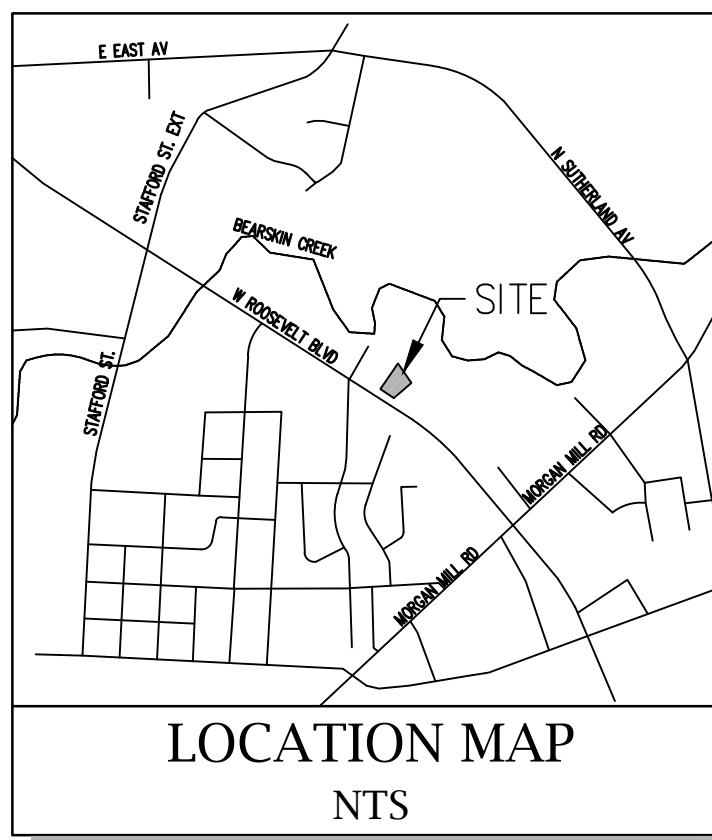 E EAST AV
STAFFORD ST. EXT
N SUTHERLAND AV
BEARSKIN CREEK
W ROOSEVELT BLVD
SITE
STAFFORD ST.
MORGAN MILL RD
MORGAN MILL RD
LOCATION MAP
NTS